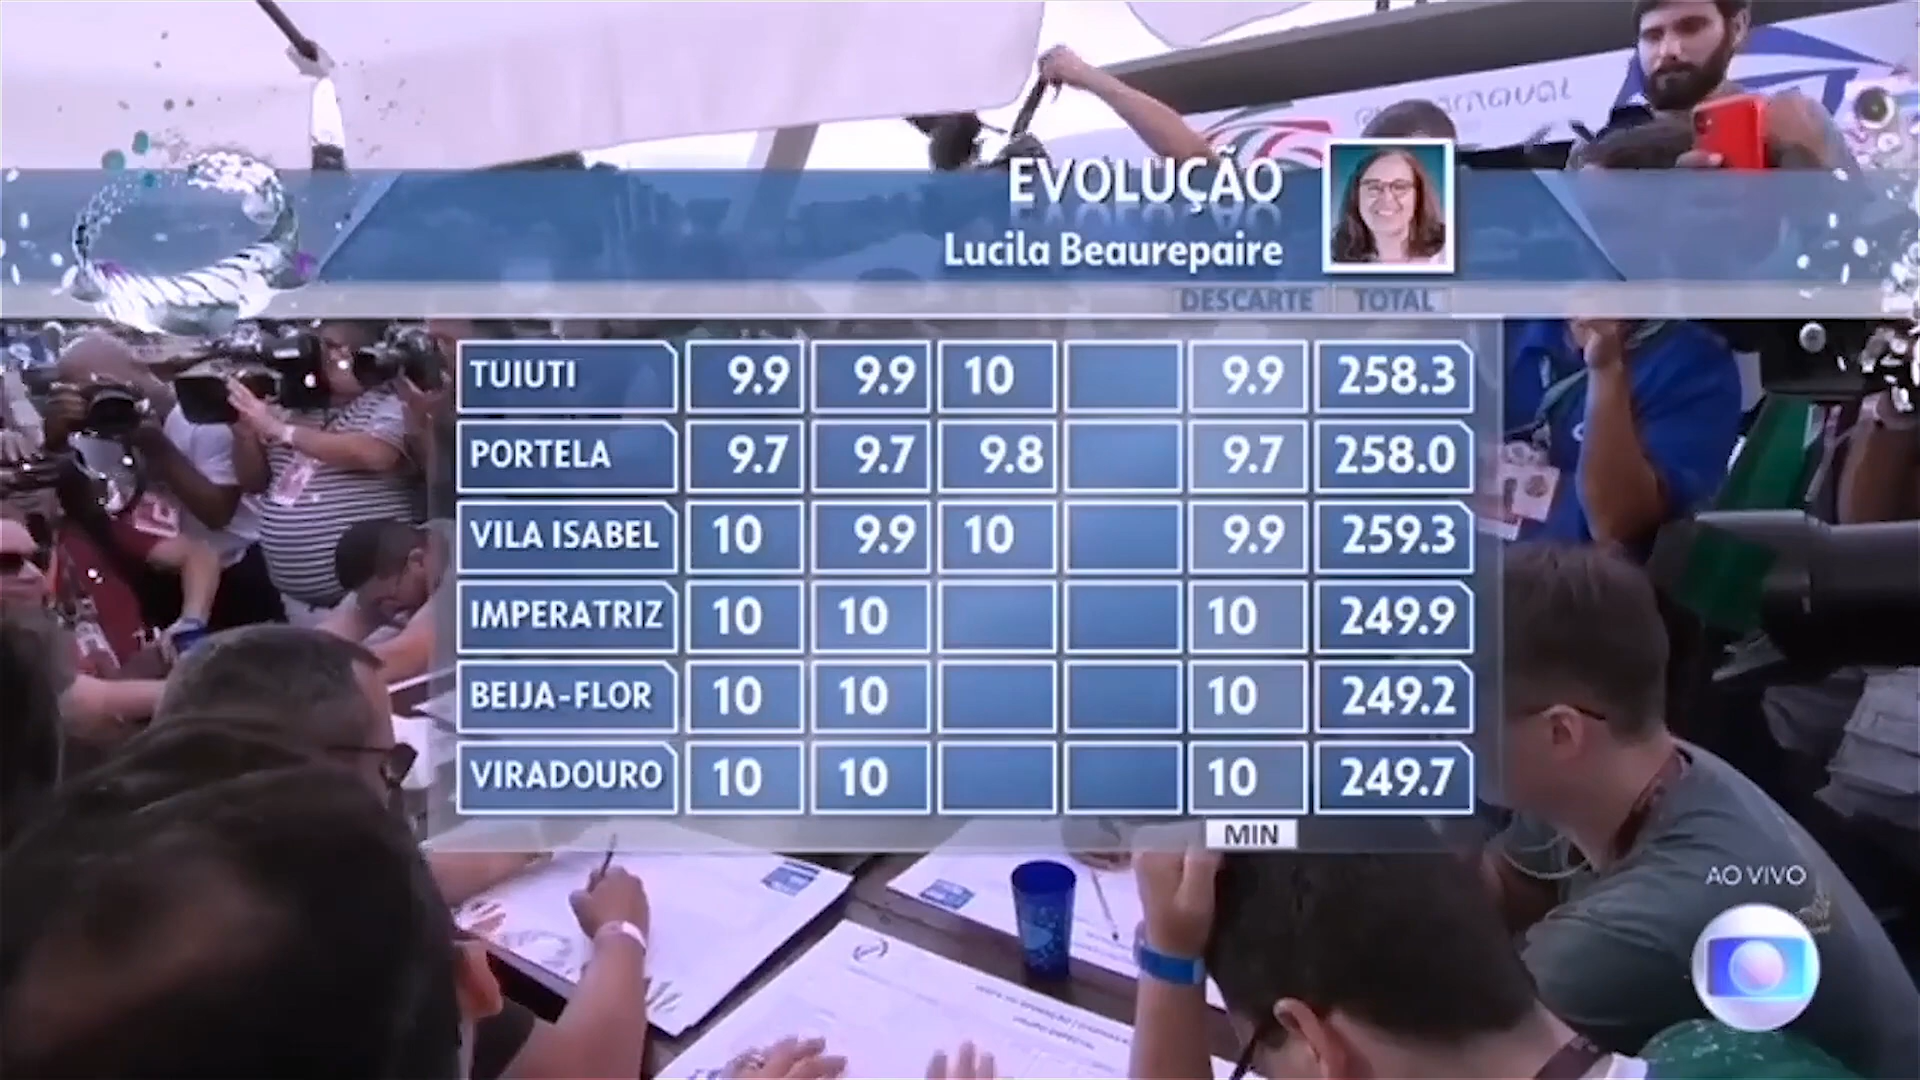 EVOLUÇÃO
Lucila Beaurepaire
DESCARTE TOTAL
TUIUTI 9.9 9.9 10 9.9 258.3
PORTELA 9.7 9.7 9.8 9.7 258.0
VILA ISABEL 10 9.9 10 9.9 259.3
IMPERATRIZ 10 10 10 249.9
BEIJA-FLOR 10 10 10 249.2
VIRADOURO 10 10 10 249.7
MIN
AO VIVO